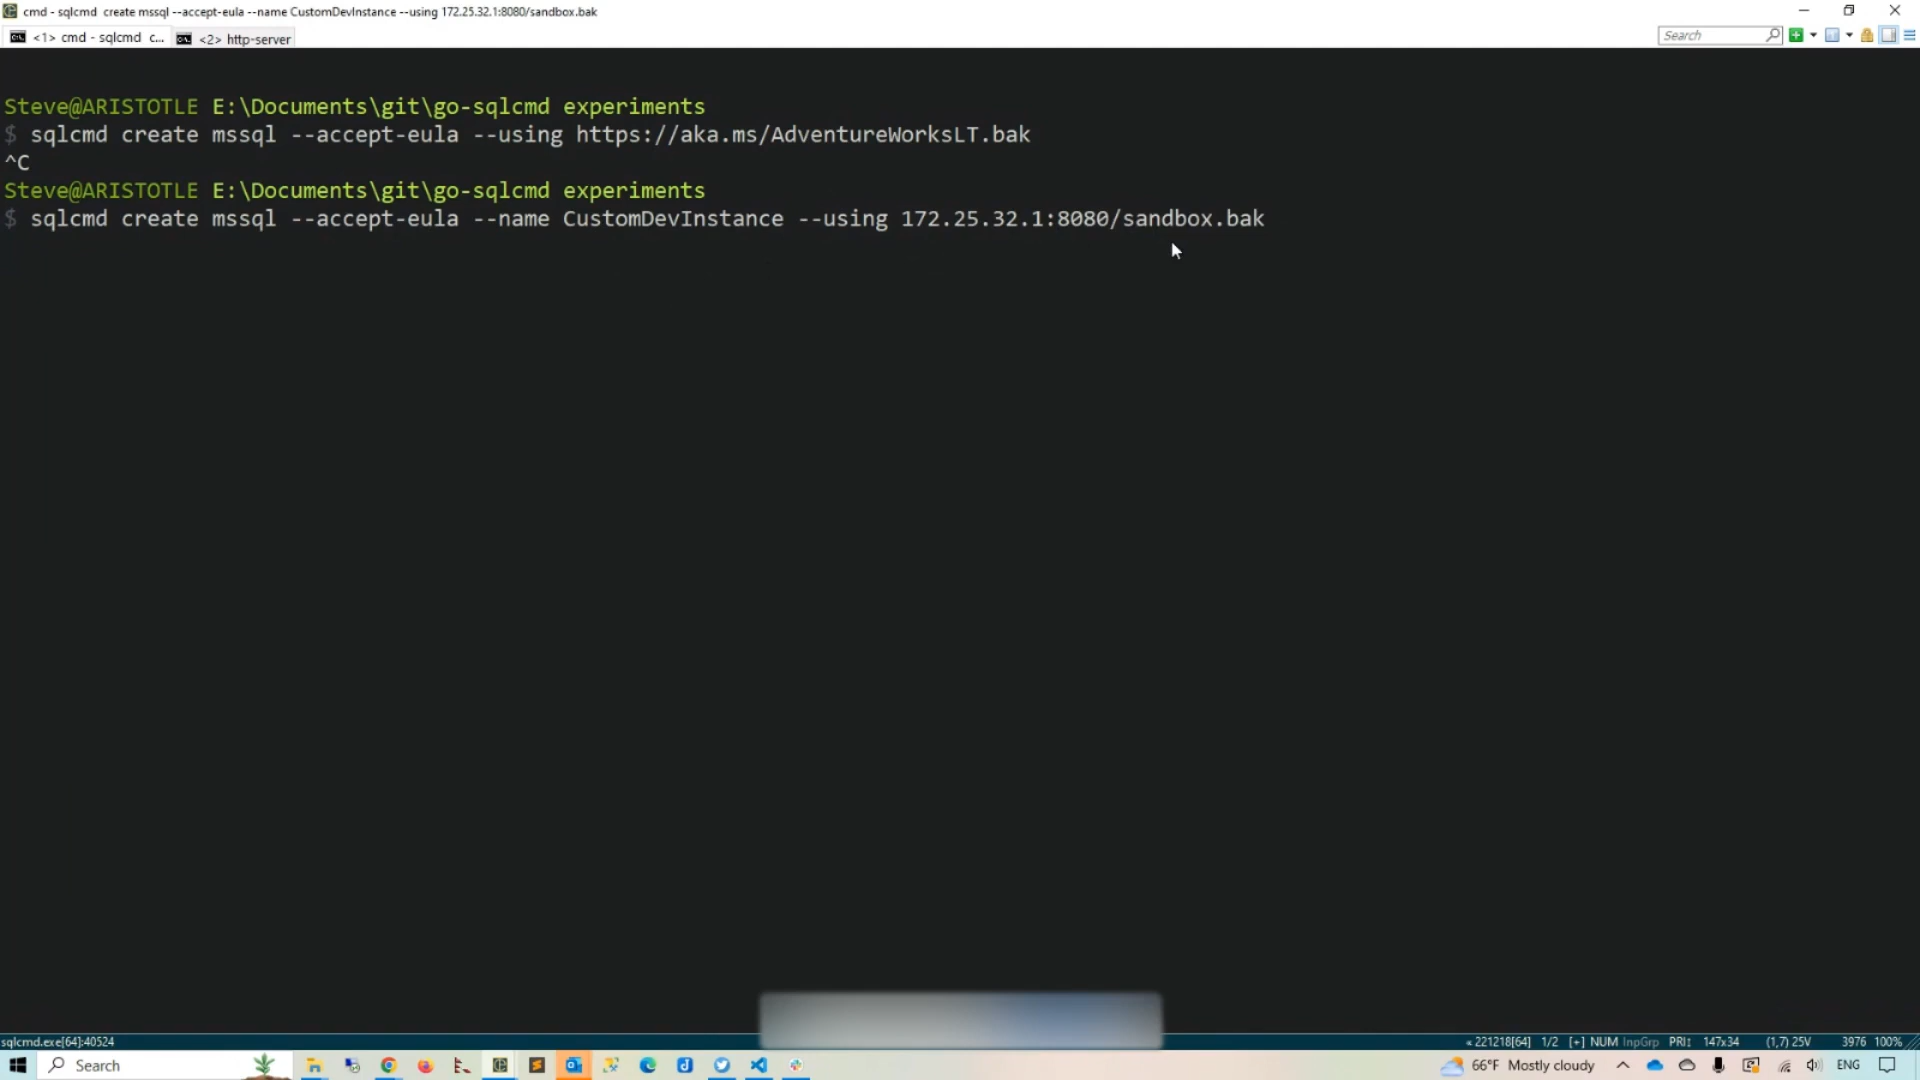 cmd - sqlcmd  create mssql --accept-eula --name CustomDevInstance --using 172.25.32.1:8080/sandbox.bak
<1> cmd - sqlcmd  c...
<2> http-server
Search
Steve@ARISTOTLE E:\Documents\git\go-sqlcmd experiments
$ sqlcmd create mssql --accept-eula --using https://aka.ms/AdventureWorksLT.bak
^C
Steve@ARISTOTLE E:\Documents\git\go-sqlcmd experiments
$ sqlcmd create mssql --accept-eula --name CustomDevInstance --using 172.25.32.1:8080/sandbox.bak
sqlcmd.exe[64]:40524
« 221218[64] 1/2 [+] NUM InpGrp PRI↕ 147x34 (1,7) 25V 3976 100%
Search
66°F Mostly cloudy
ENG